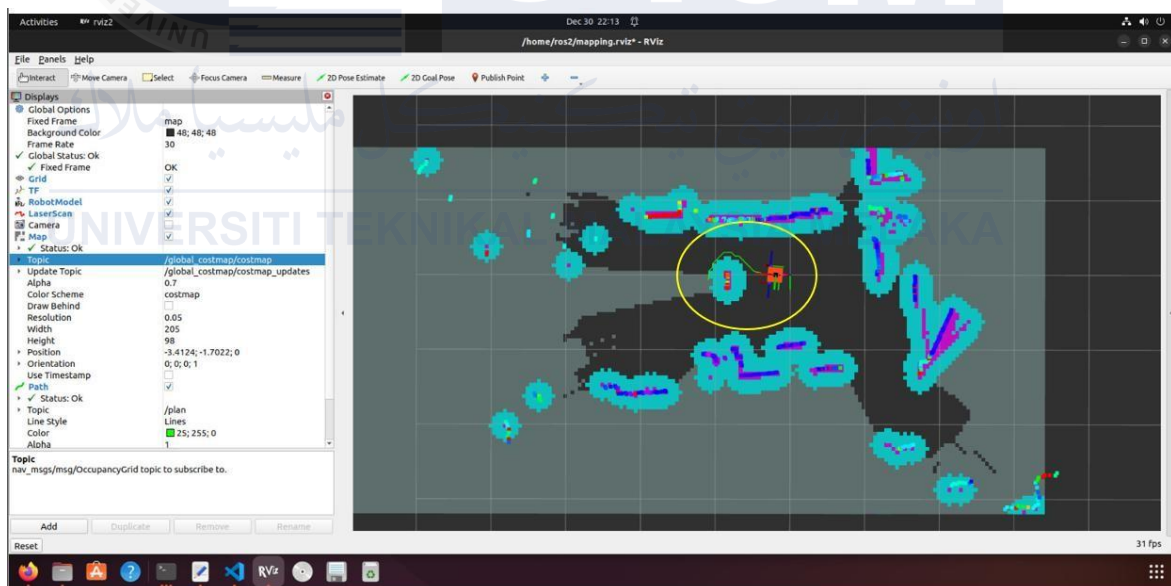 Activities
RViz rviz2
Dec 30 22:13
/home/ros2/mapping.rviz* - RViz
File Panels Help
Interact Move Camera Select Focus Camera Measure 2D Pose Estimate 2D Goal Pose Publish Point
Displays
Global Options
Fixed Frame map
Background Color 48; 48; 48
Frame Rate 30
Global Status: Ok
Fixed Frame OK
Grid
TF
RobotModel
LaserScan
Camera
Map
Status: Ok
Topic /global_costmap/costmap
Update Topic /global_costmap/costmap_updates
Alpha 0.7
Color Scheme costmap
Draw Behind
Resolution 0.05
Width 205
Height 98
Position -3.4124; -1.7022; 0
Orientation 0; 0; 0; 1
Use Timestamp
Path
Status: Ok
Topic /plan
Line Style Lines
Color 25; 255; 0
Alpha 1
Topic
nav_msgs/msg/OccupancyGrid topic to subscribe to.
Add Duplicate Remove Rename
Reset
31 fps
RViz
UNIVERSITI TEKNIKAL MALAYSIA MELAKA